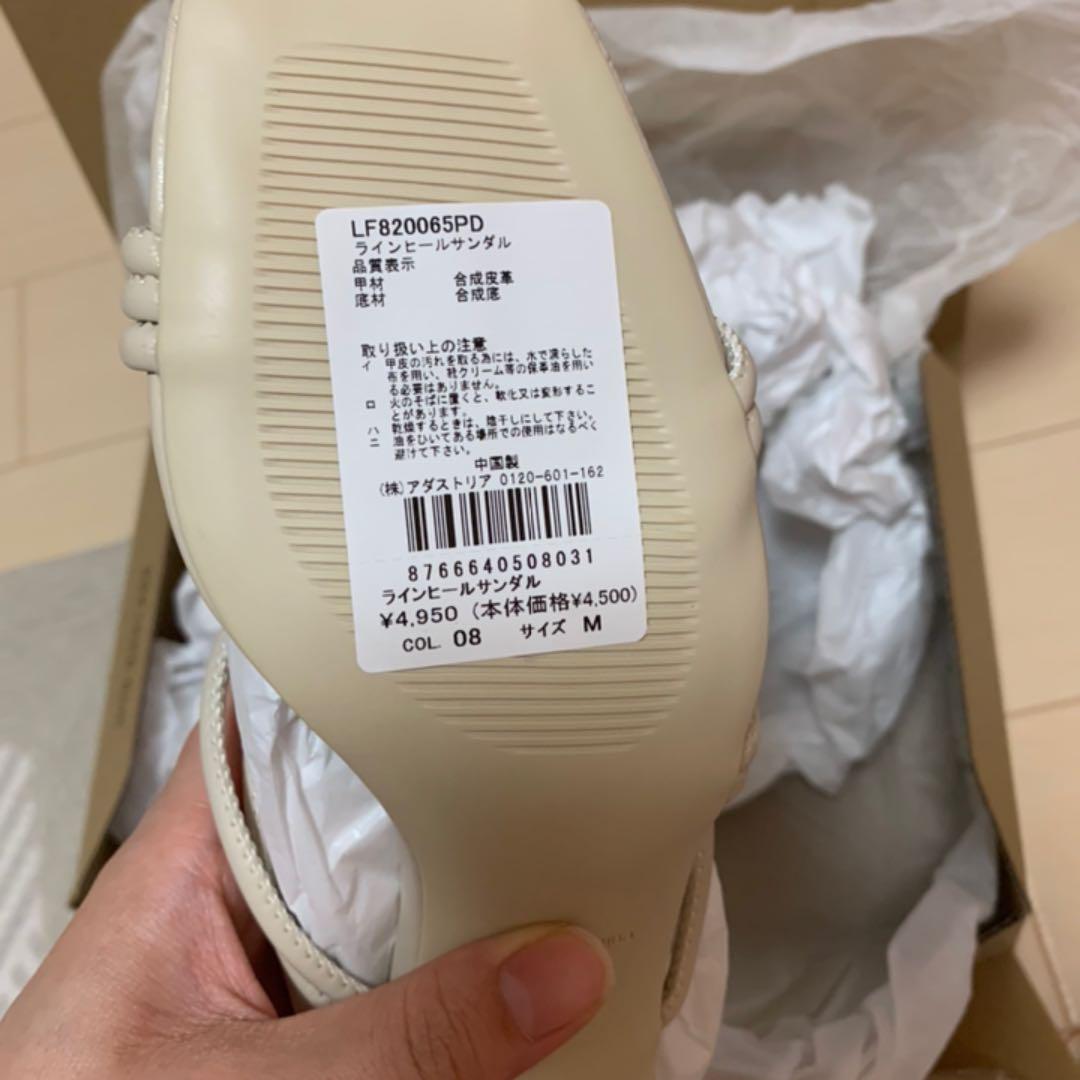 LF820065PD
ラインヒールサンダル
品質表示
甲材 合成皮革
底材 合成底
取り扱い上の注意
イ 甲皮の汚れを取る為には、水で濡らした
布を用い、靴クリーム等の保革油を用い
る必要はありません。
ロ 火のそばに置くと、軟化又は変形するこ
とがあります。
ハ 乾燥するときは、陰干しにして下さい。
ニ 油をひいてある場所での使用はなるべく
避けて下さい。
中国製
(株)アダストリア 0120-601-162
8766640508031
ラインヒールサンダル
¥4,950 (本体価格¥4,500)
COL. 08 サイズ M